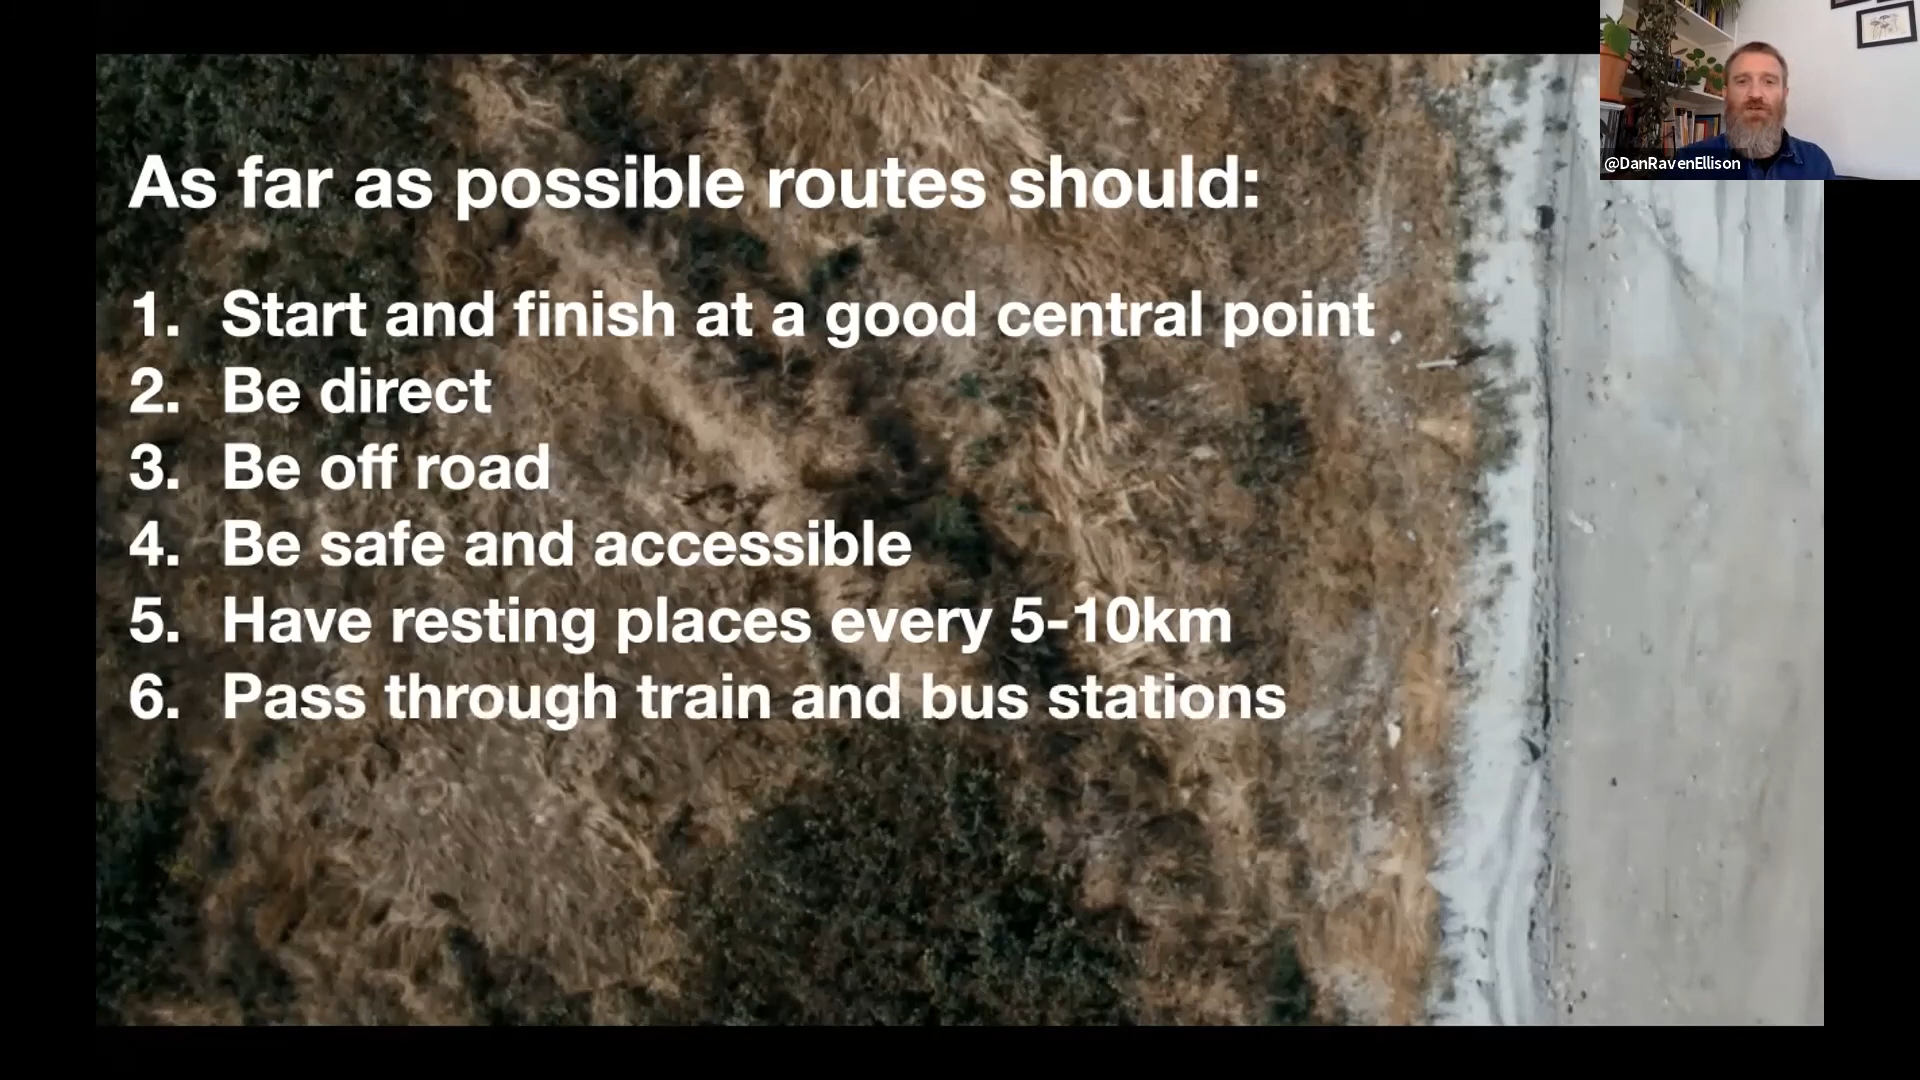 As far as possible routes should:
1. Start and finish at a good central point
2. Be direct
3. Be off road
4. Be safe and accessible
5. Have resting places every 5-10km
6. Pass through train and bus stations
@DanRavenEllison